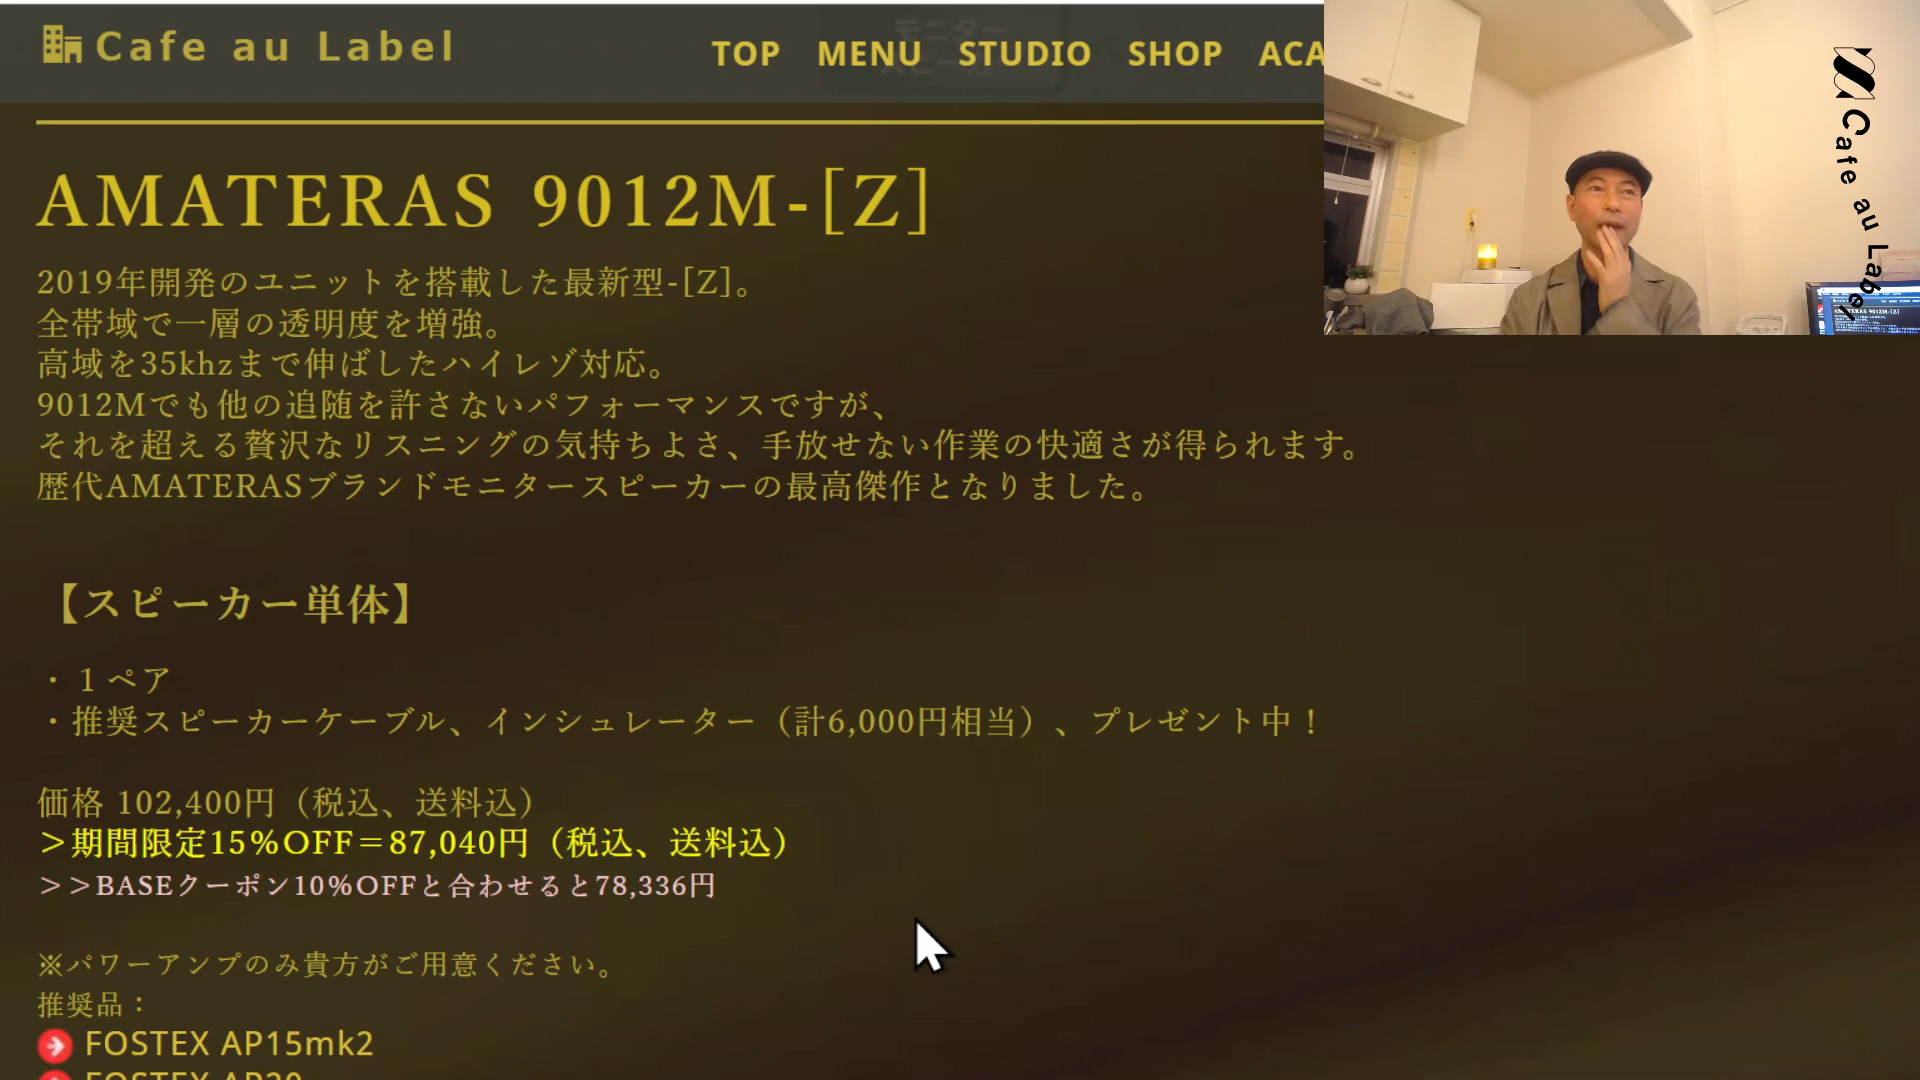 Cafe au Label
TOP MENU STUDIO SHOP ACA
Cafe au Label
AMATERAS 9012M-[Z]
2019年開発のユニットを搭載した最新型-[Z]。
全帯域で一層の透明度を増強。
高域を35khzまで伸ばしたハイレゾ対応。
9012Mでも他の追随を許さないパフォーマンスですが、
それを超える贅沢なリスニングの気持ちよさ、手放せない作業の快適さが得られます。
歴代AMATERASブランドモニタースピーカーの最高傑作となりました。
【スピーカー単体】
・１ペア
・推奨スピーカーケーブル、インシュレーター（計6,000円相当）、プレゼント中！
価格 102,400円（税込、送料込）
＞期間限定15%OFF＝87,040円（税込、送料込）
＞＞BASEクーポン10%OFFと合わせると78,336円
※パワーアンプのみ貴方がご用意ください。
推奨品：
FOSTEX AP15mk2
FOSTEX AP20